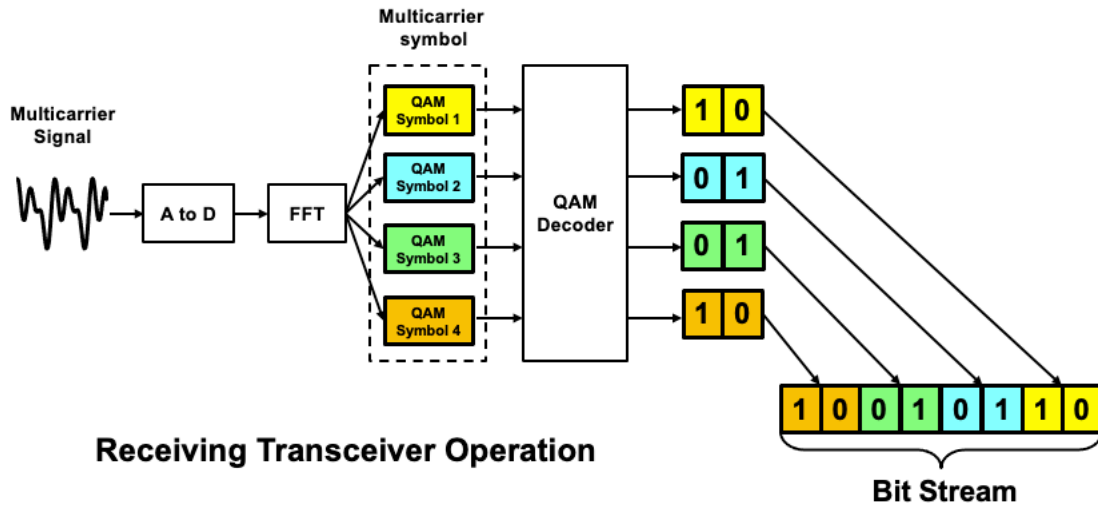 Multicarrier
symbol
Multicarrier
Signal
A to D
FFT
QAM
Symbol 1
QAM
Symbol 2
QAM
Symbol 3
QAM
Symbol 4
QAM
Decoder
1 0
0 1
0 1
1 0
1 0 0 1 0 1 1 0
Receiving Transceiver Operation
Bit Stream